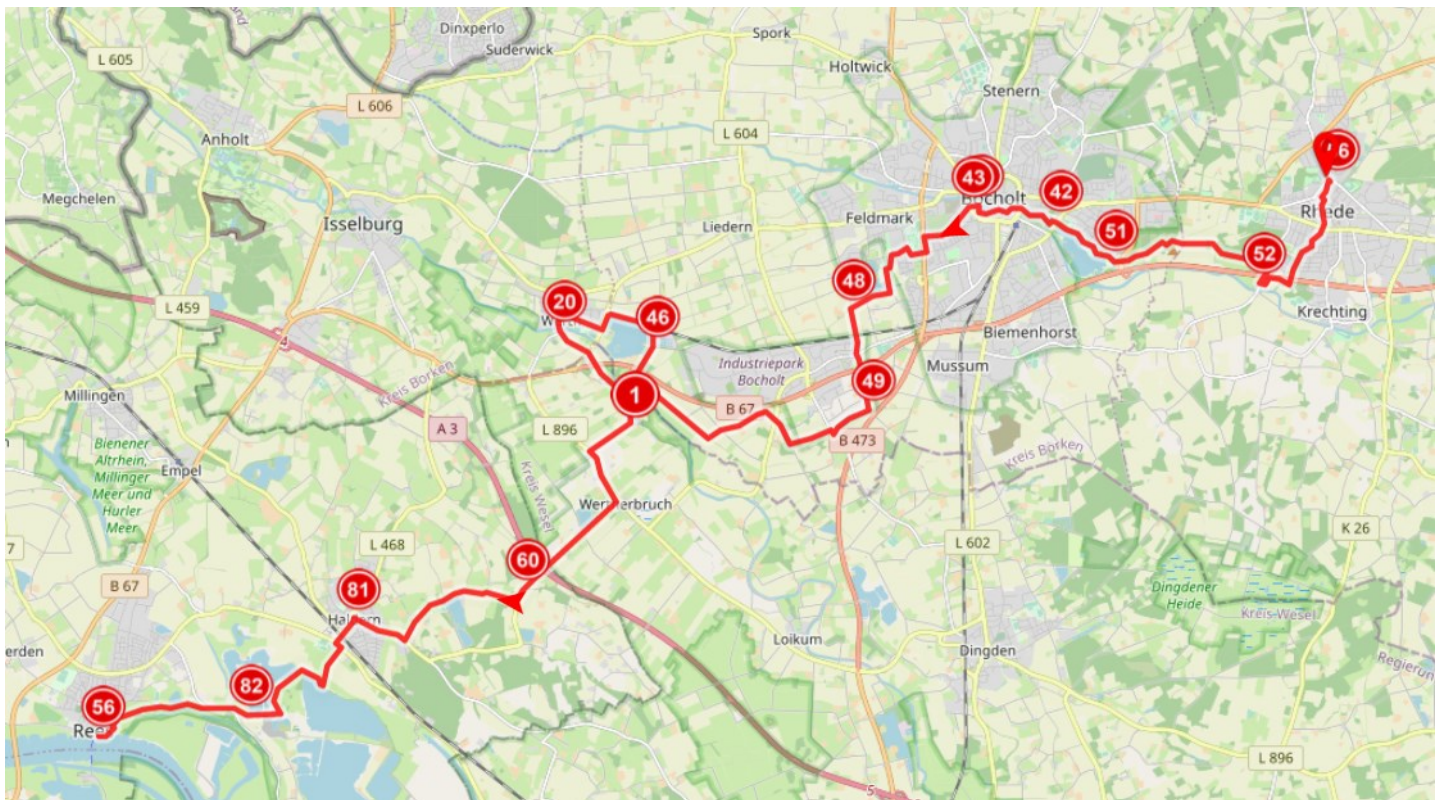 Dinxperlo
Suderwick
Spork
Holtwick
L 605
L 606
L 604
Stenern
Anholt
Megchelen
Isselburg
Liedern
Feldmark
43
Bocholt
42
51
52
6
Rhede
Krechting
48
20
46
L 459
4
Kreis Borken
Industriepark
Bocholt
Biemenhorst
Mussum
49
1
B 67
B 473
Millingen
A 3
L 896
Bienener
Altrhein,
Millinger
Meer und
Hurler
Meer
Empel
Kreis Wesel
Kreis Borken
K 26
L 468
B 67
60
L 602
Dingdener
Heide
Kreis Wesel
81
Loikum
Dingden
82
56
L 896
5